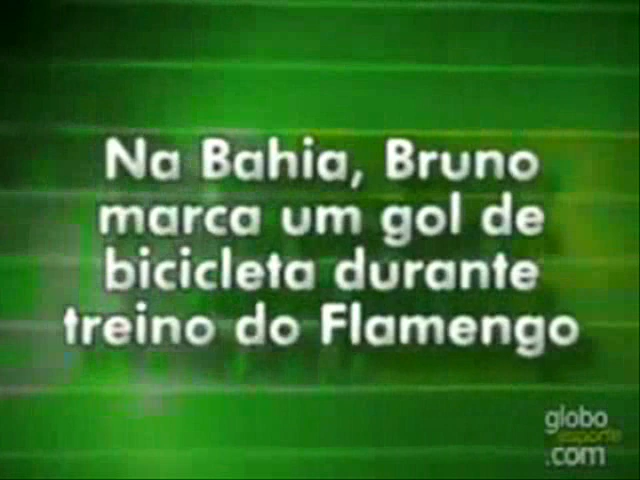 Na Bahia, Bruno
marca um gol de
bicicleta durante
treino do Flamengo
globo
esporte
.com